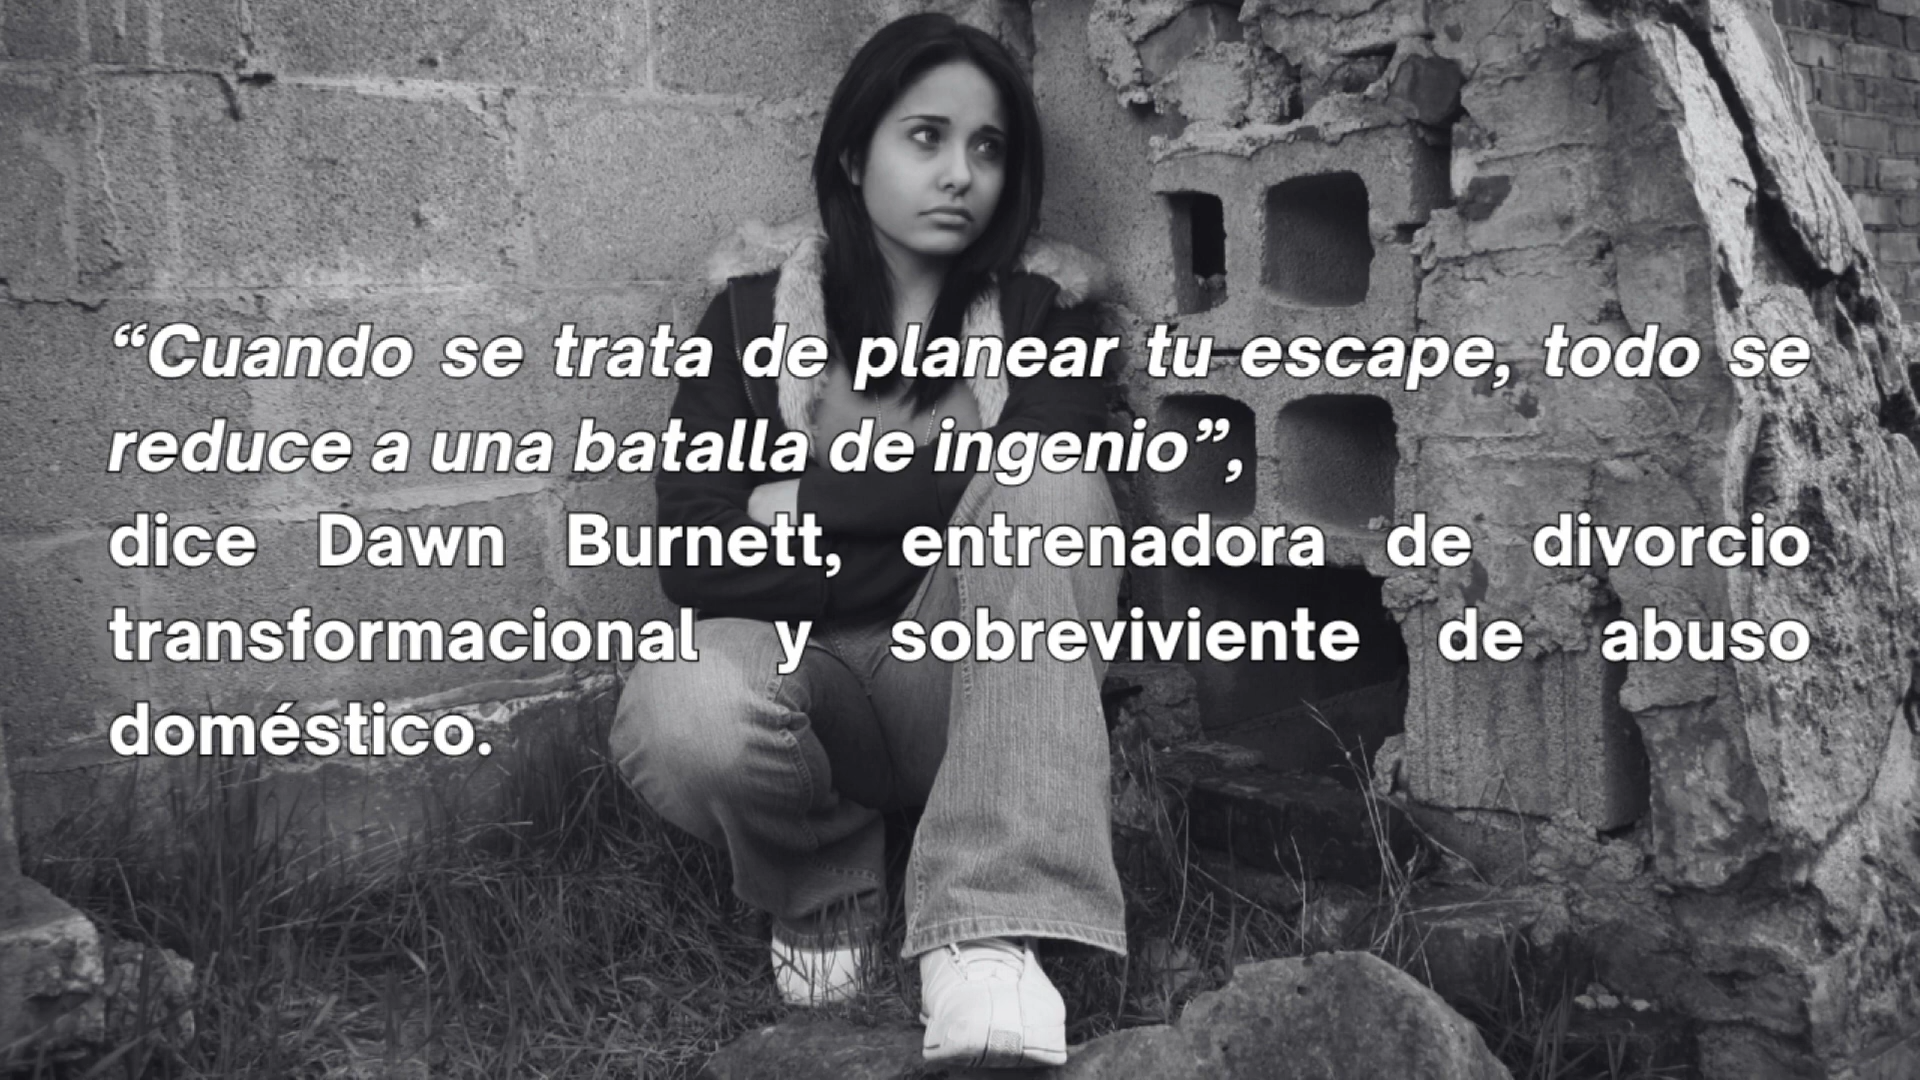 “Cuando se trata de planear tu escape, todo se
reduce a una batalla de ingenio”,
dice Dawn Burnett, entrenadora de divorcio
transformacional y sobreviviente de abuso
doméstico.